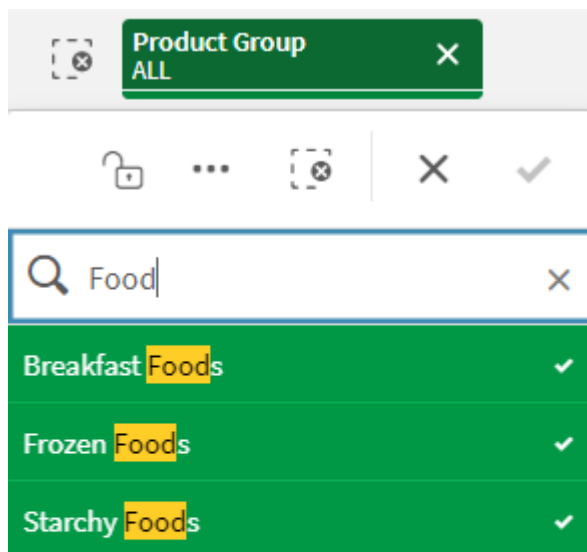 Product Group
ALL
Food
Breakfast Foods
Frozen Foods
Starchy Foods